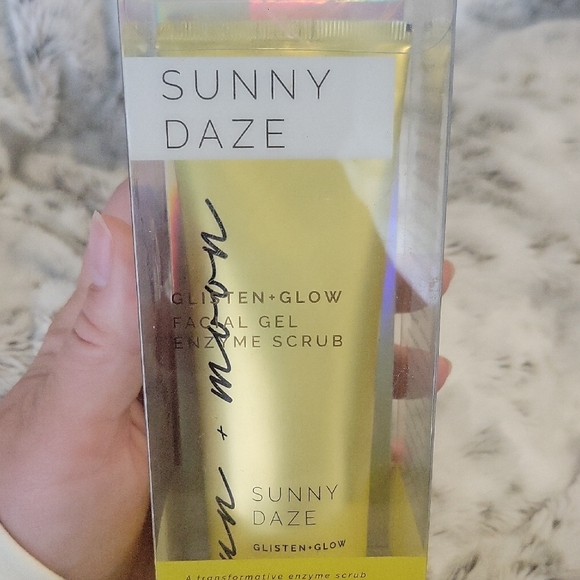 SUNNY
DAZE
GLISTEN+GLOW
FACIAL GEL
ENZYME SCRUB
+ moon
SUNNY
DAZE
GLISTEN+GLOW
A transformative enzyme scrub